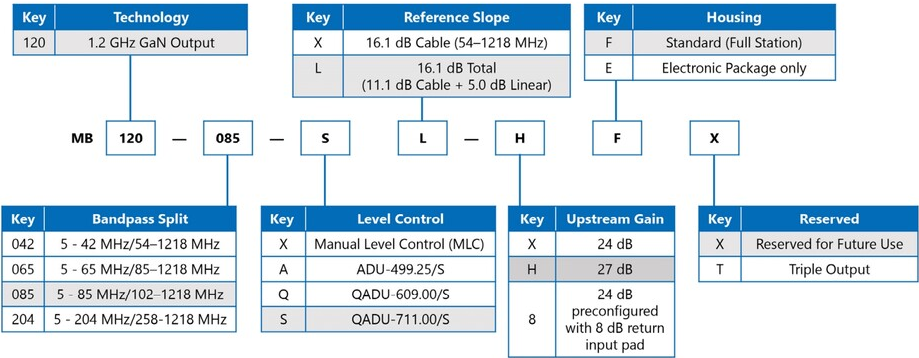 Key Technology
120 1.2 GHz GaN Output
Key Reference Slope
X 16.1 dB Cable (54–1218 MHz)
L 16.1 dB Total
(11.1 dB Cable + 5.0 dB Linear)
Key Housing
F Standard (Full Station)
E Electronic Package only
MB 120 — 085 — S L — H F X
Key Bandpass Split
042 5 - 42 MHz/54–1218 MHz
065 5 - 65 MHz/85–1218 MHz
085 5 - 85 MHz/102–1218 MHz
204 5 - 204 MHz/258-1218 MHz
Key Level Control
X Manual Level Control (MLC)
A ADU-499.25/S
Q QADU-609.00/S
S QADU-711.00/S
Key Upstream Gain
X 24 dB
H 27 dB
8 24 dB
preconfigured
with 8 dB return
input pad
Key Reserved
X Reserved for Future Use
T Triple Output